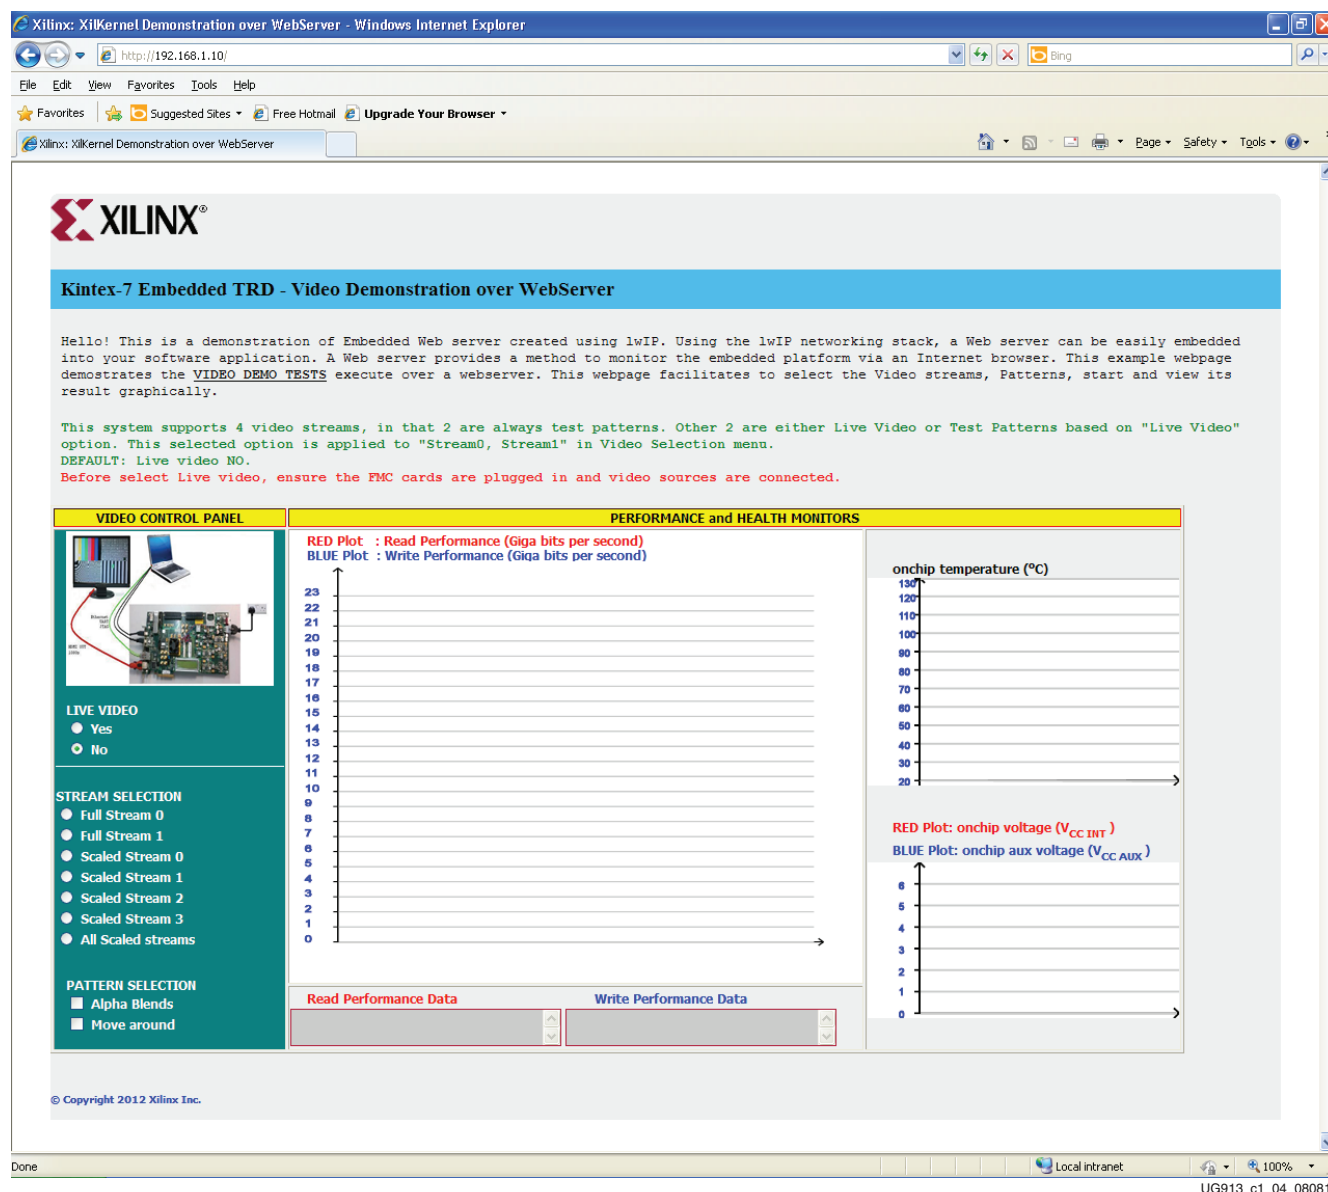 Xilinx: XilKernel Demonstration over WebServer - Windows Internet Explorer
http://192.168.1.10/
Bing
File Edit View Favorites Tools Help
Favorites Suggested Sites Free Hotmail Upgrade Your Browser
Xilinx: XilKernel Demonstration over WebServer
Page Safety Tools
XILINX®
Kintex-7 Embedded TRD - Video Demonstration over WebServer
Hello! This is a demonstration of Embedded Web server created using lwIP. Using the lwIP networking stack, a Web server can be easily embedded
into your software application. A Web server provides a method to monitor the embedded platform via an Internet browser. This example webpage
demostrates the VIDEO DEMO TESTS execute over a webserver. This webpage facilitates to select the Video streams, Patterns, start and view its
result graphically.
This system supports 4 video streams, in that 2 are always test patterns. Other 2 are either Live Video or Test Patterns based on "Live Video"
option. This selected option is applied to "Stream0, Stream1" in Video Selection menu.
DEFAULT: Live video NO.
Before select Live video, ensure the FMC cards are plugged in and video sources are connected.
VIDEO CONTROL PANEL
PERFORMANCE and HEALTH MONITORS
LIVE VIDEO
Yes
No
STREAM SELECTION
Full Stream 0
Full Stream 1
Scaled Stream 0
Scaled Stream 1
Scaled Stream 2
Scaled Stream 3
All Scaled streams
PATTERN SELECTION
Alpha Blends
Move around
RED Plot : Read Performance (Giga bits per second)
BLUE Plot : Write Performance (Giga bits per second)
23
22
21
20
19
18
17
16
15
14
13
12
11
10
9
8
7
6
5
4
3
2
1
0
Read Performance Data
Write Performance Data
onchip temperature (ºC)
130
120
110
100
90
80
70
60
50
40
30
20
RED Plot: onchip voltage (VCC INT )
BLUE Plot: onchip aux voltage (VCC AUX )
6
5
4
3
2
1
0
© Copyright 2012 Xilinx Inc.
Done
Local intranet
100%
UG913_c1_04_08081